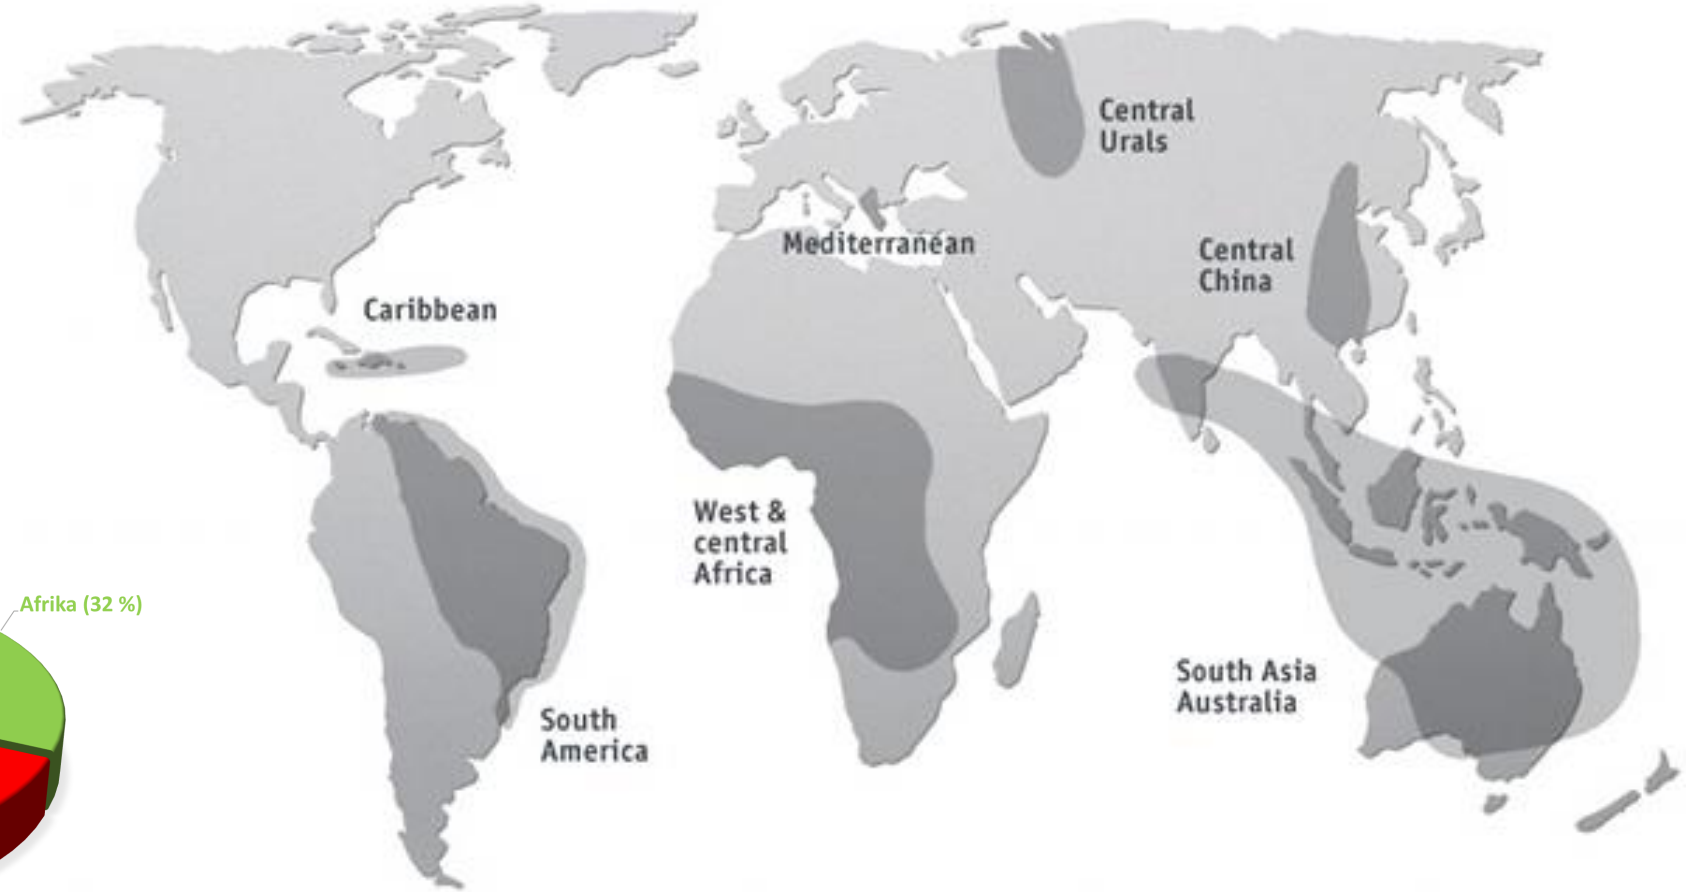 Central
Urals
Mediterranean
Central
China
Caribbean
West &
central
Africa
Afrika (32 %)
South Asia
Australia
South
America